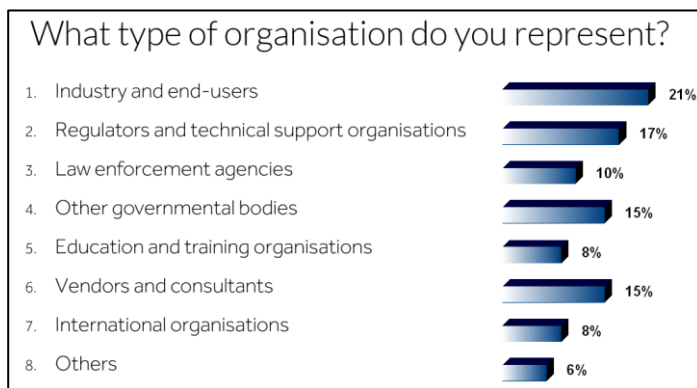 What type of organisation do you represent?
1. Industry and end-users 21%
2. Regulators and technical support organisations 17%
3. Law enforcement agencies 10%
4. Other governmental bodies 15%
5. Education and training organisations 8%
6. Vendors and consultants 15%
7. International organisations 8%
8. Others 6%